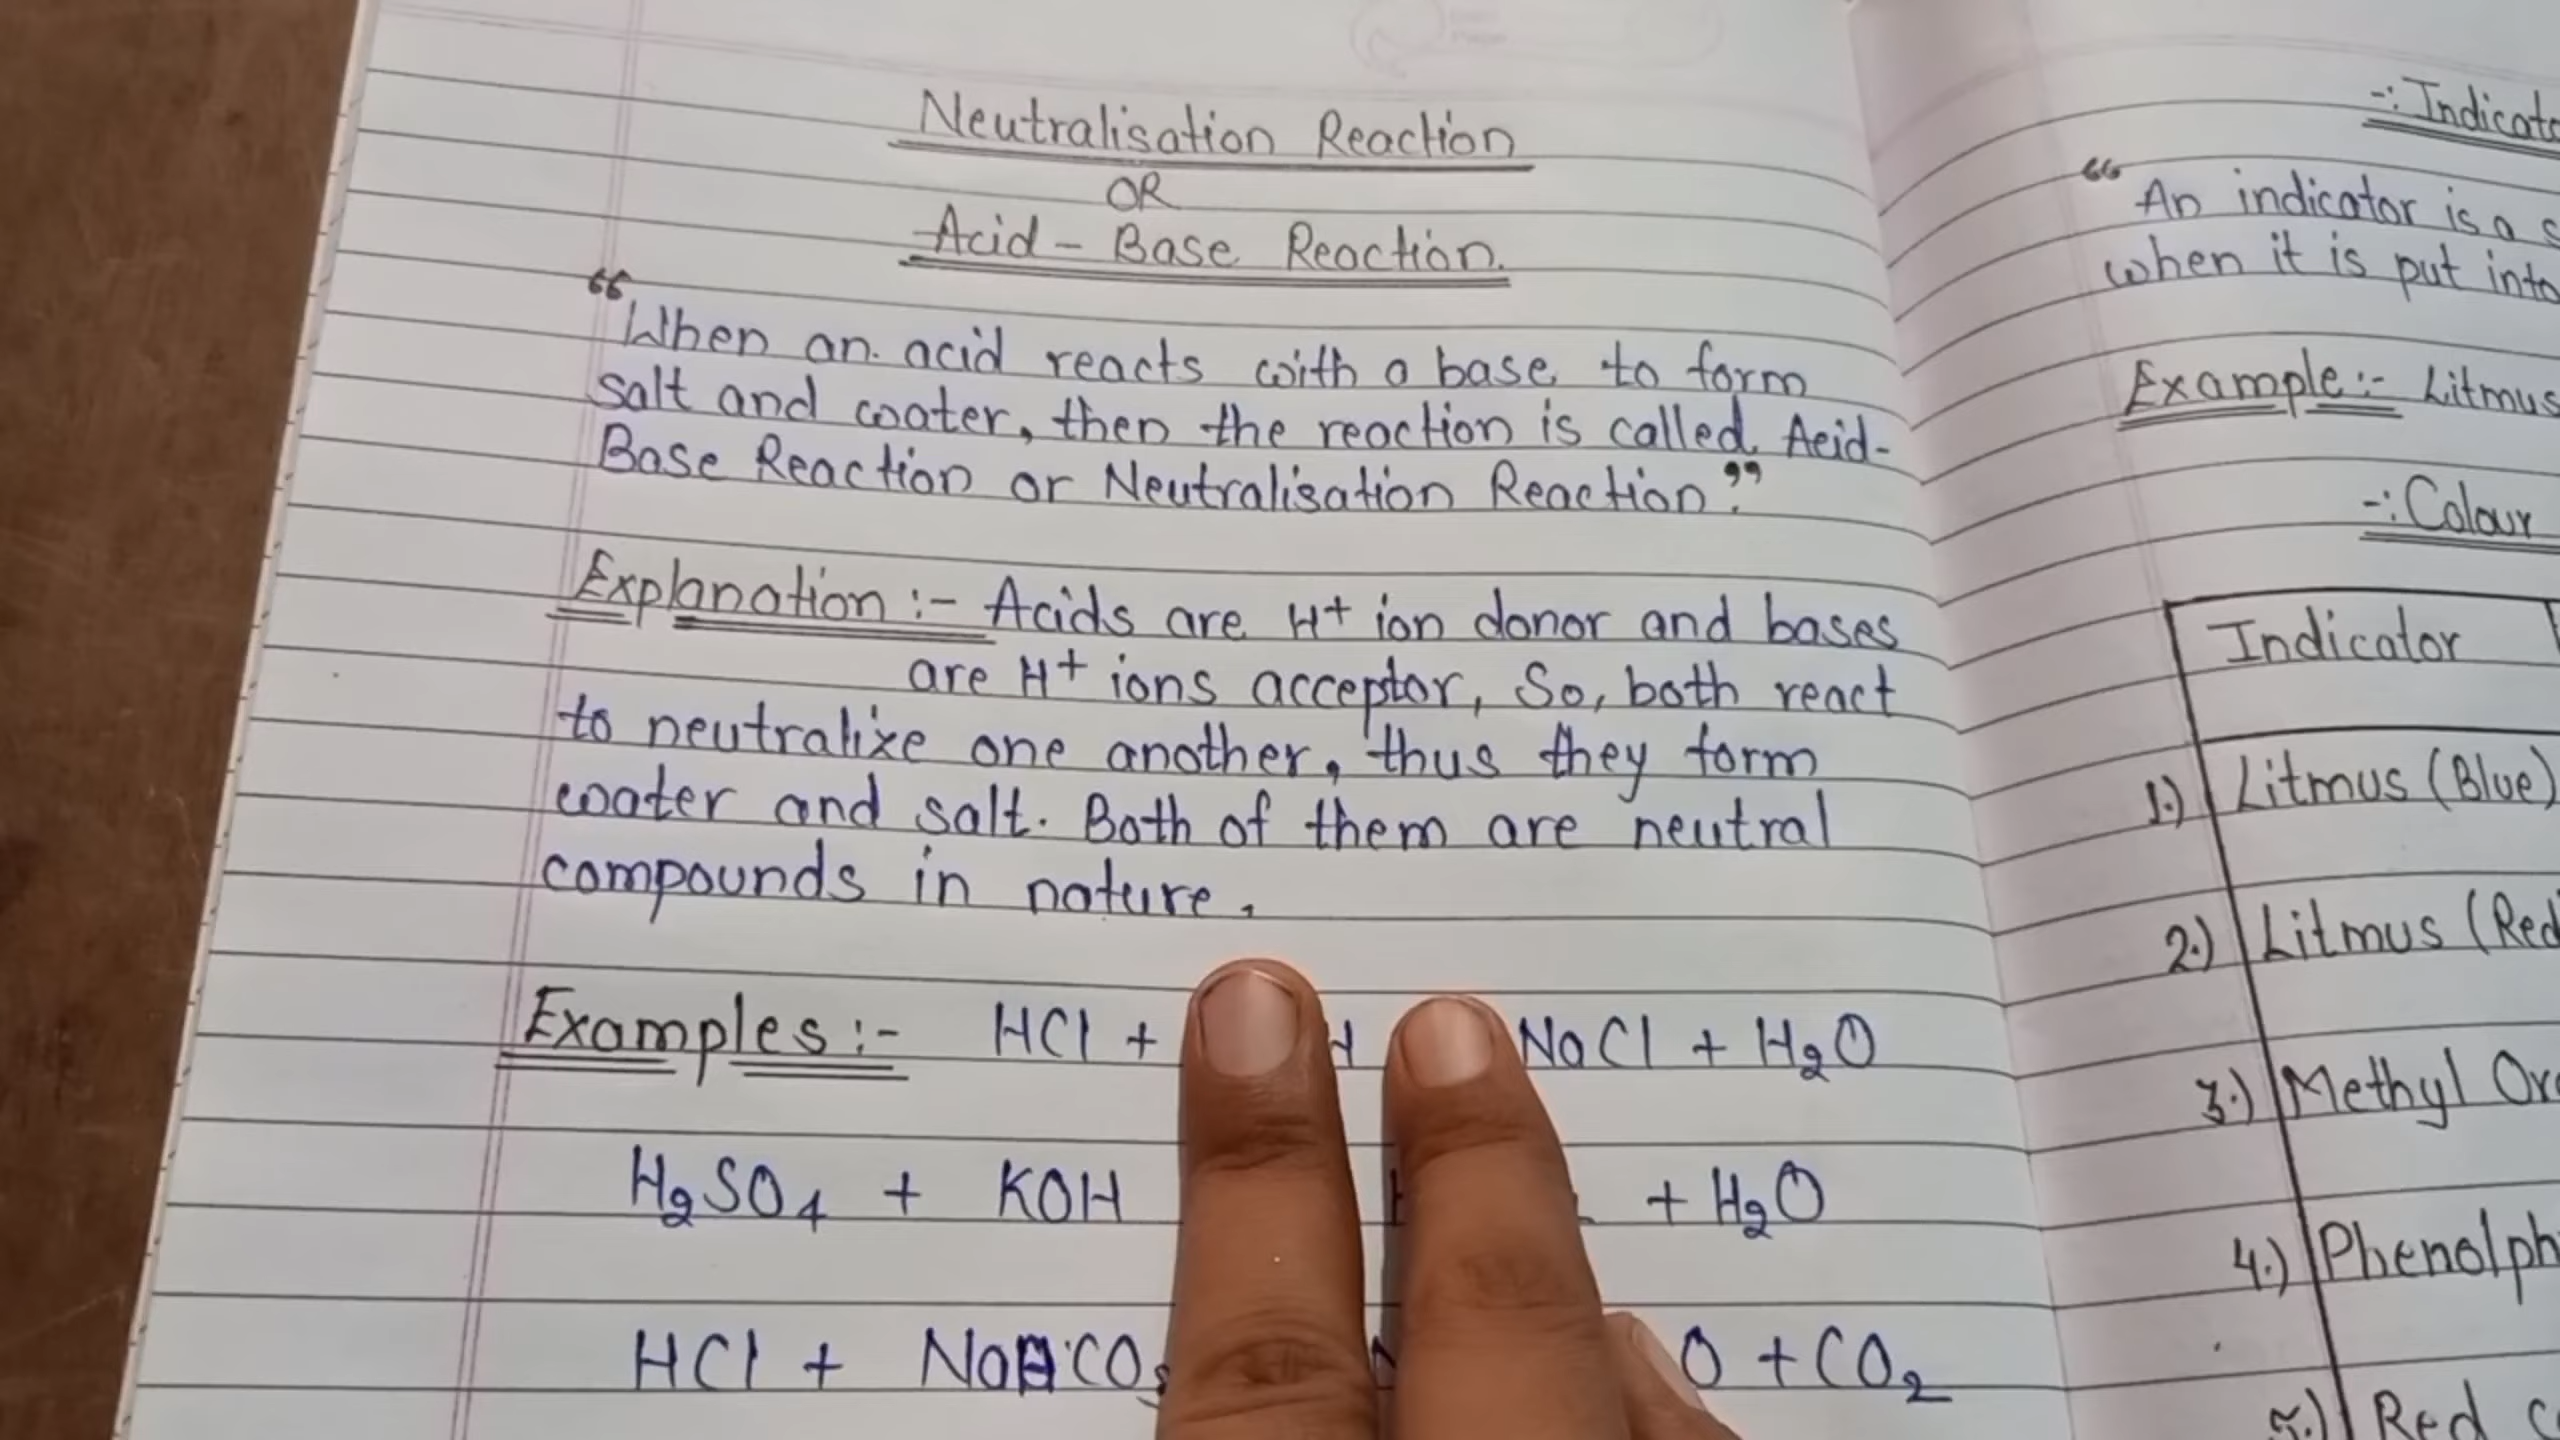 Neutralisation Reaction
OR
Acid - Base Reaction.
“When an acid reacts with a base to form
salt and water, then the reaction is called Acid-
Base Reaction or Neutralisation Reaction.”
Explanation :- Acids are H+ ion donor and bases
are H+ ions acceptor, So, both react
to neutralize one another, thus they form
water and salt. Both of them are neutral
compounds in nature.
Examples :- HCl + NaCl + H2O
H2SO4 + KOH + H2O
HCl + NaHCO3 O + CO2
-: Indicato
“An indicator is a s
when it is put into
Example :- Litmus
-: Colour
Indicator
1.) Litmus (Blue)
2.) Litmus (Red
3.) Methyl Ora
4.) Phenolph
5.) Red c